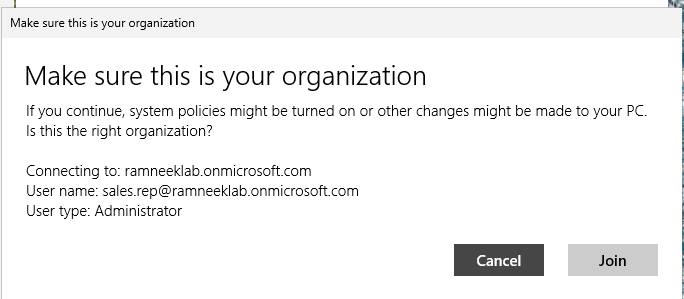 Make sure this is your organization
Make sure this is your organization
If you continue, system policies might be turned on or other changes might be made to your PC.
Is this the right organization?
Connecting to: ramneeklab.onmicrosoft.com
User name: sales.rep@ramneeklab.onmicrosoft.com
User type: Administrator
Cancel
Join